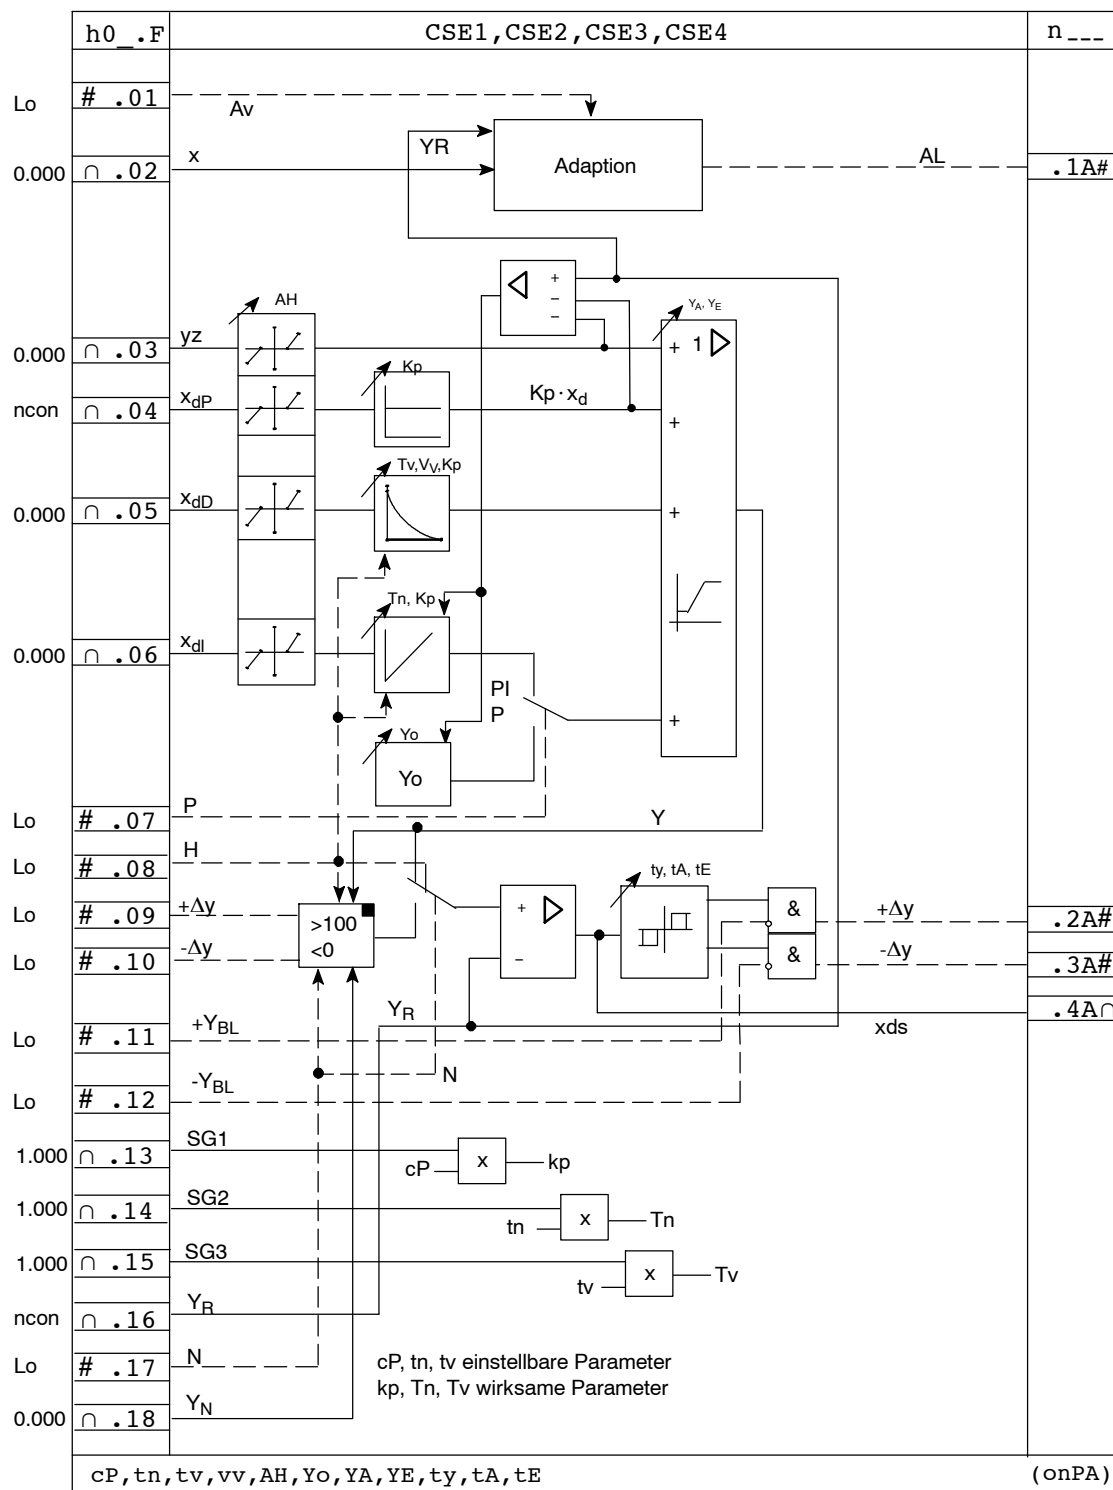 h0_.F CSE1,CSE2,CSE3,CSE4 n___
Lo # .01 Av
YR
Adaption
AL
0.000 ∩ .02 x .1A#
+
−
−
AH
Y_A, Y_E
0.000 ∩ .03 yz
+ 1
Kp
ncon ∩ .04 x_dP
Kp·x_d
+
Tv,V_V,Kp
0.000 ∩ .05 x_dD
+
Tn, Kp
0.000 ∩ .06 x_dI
PI
P
+
Yo
Yo
Lo # .07 P
Y
Lo # .08 H
ty, tA, tE
Lo # .09 +Δy
>100
<0
+
−
&
+Δy .2A#
Lo # .10 -Δy
&
-Δy .3A#
Y_R
.4A∩
xds
Lo # .11 +Y_BL
N
Lo # .12 -Y_BL
1.000 ∩ .13 SG1
cP x kp
1.000 ∩ .14 SG2
tn x Tn
1.000 ∩ .15 SG3
tv x Tv
ncon ∩ .16 Y_R
Lo # .17 N
cP, tn, tv einstellbare Parameter
kp, Tn, Tv wirksame Parameter
0.000 ∩ .18 Y_N
cP,tn,tv,vv,AH,Yo,YA,YE,ty,tA,tE (onPA)